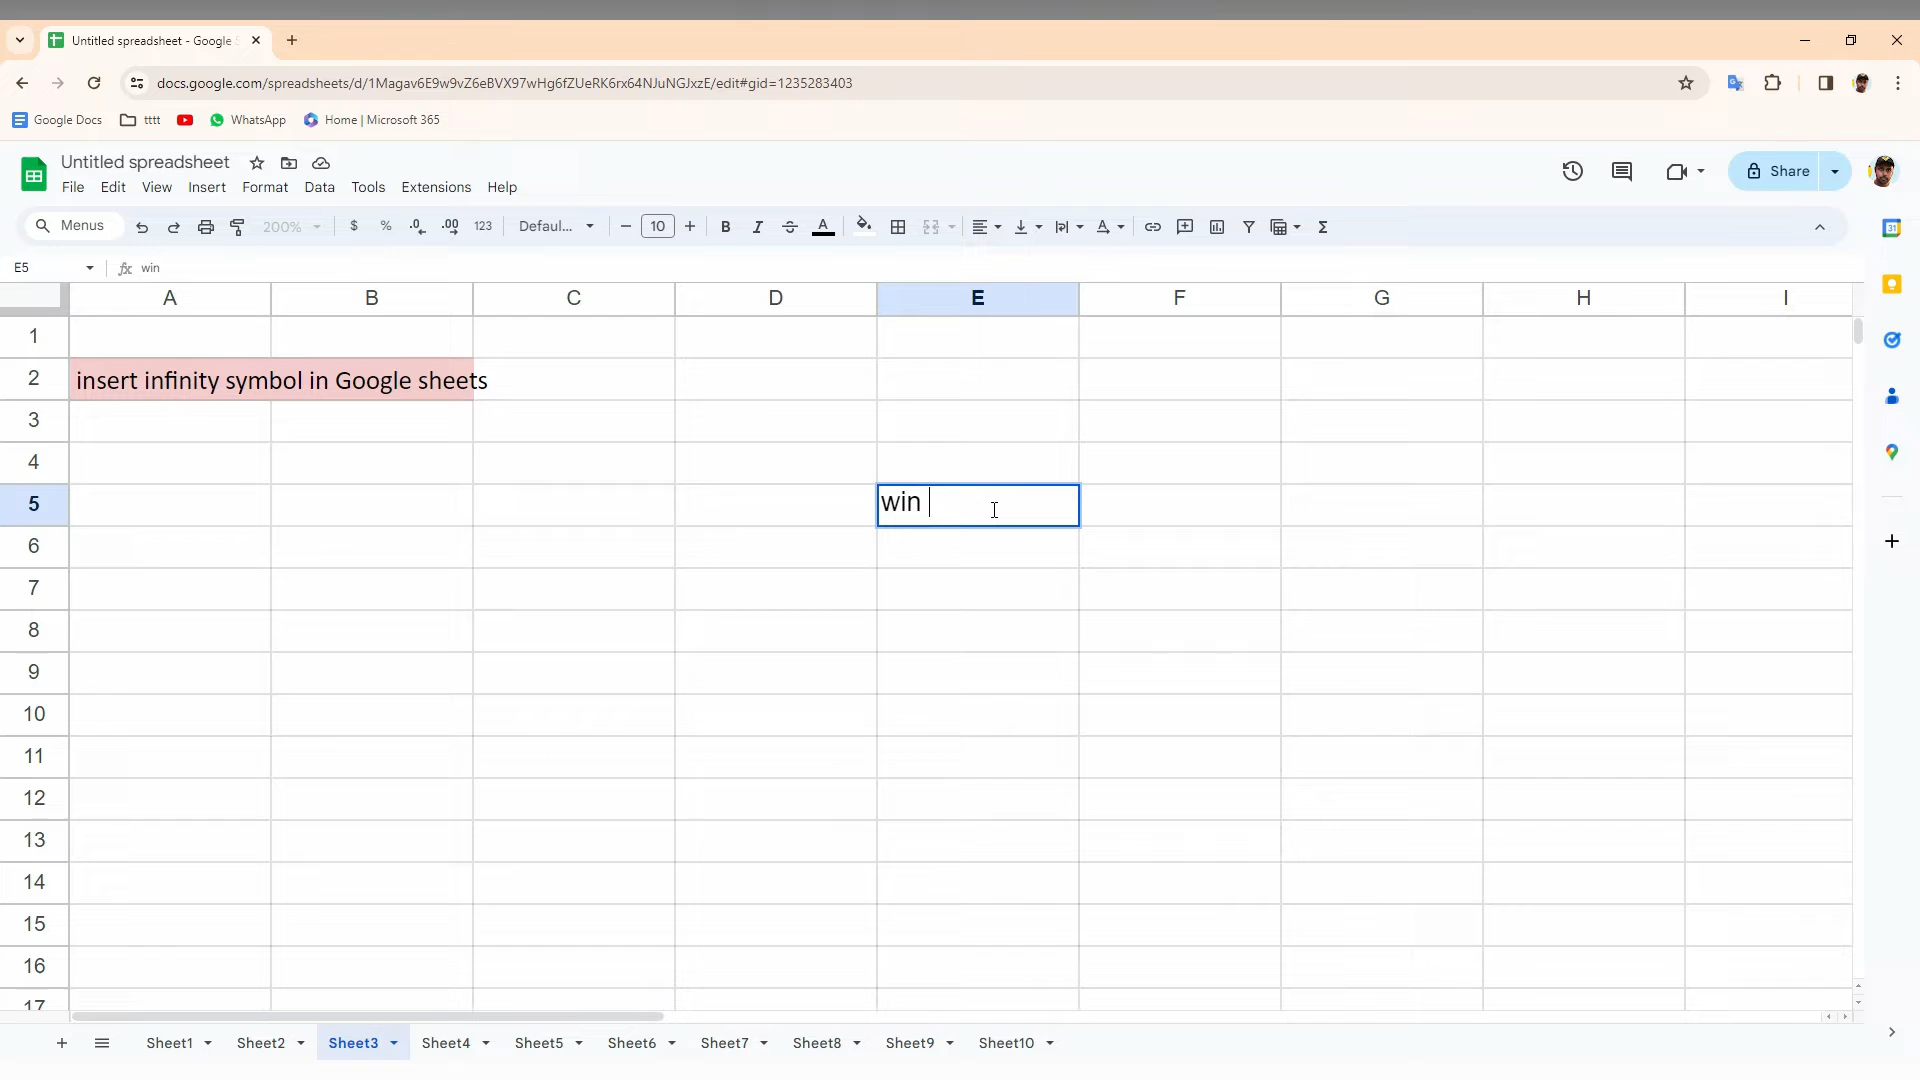 Untitled spreadsheet - Google S
docs.google.com/spreadsheets/d/1Magav6E9w9vZ6eBVX97wHg6fZUeRK6rx64NJuNGJxzE/edit#gid=1235283403
Google Docs tttt WhatsApp Home | Microsoft 365
Untitled spreadsheet
File Edit View Insert Format Data Tools Extensions Help
Share
Menus 200% $ % .0 .00 123 Defaul... 10 B I A
E5 fx win
A B C D E F G H I
1
2 insert infinity symbol in Google sheets
3
4
5 win
6
7
8
9
10
11
12
13
14
15
16
17
Sheet1 Sheet2 Sheet3 Sheet4 Sheet5 Sheet6 Sheet7 Sheet8 Sheet9 Sheet10